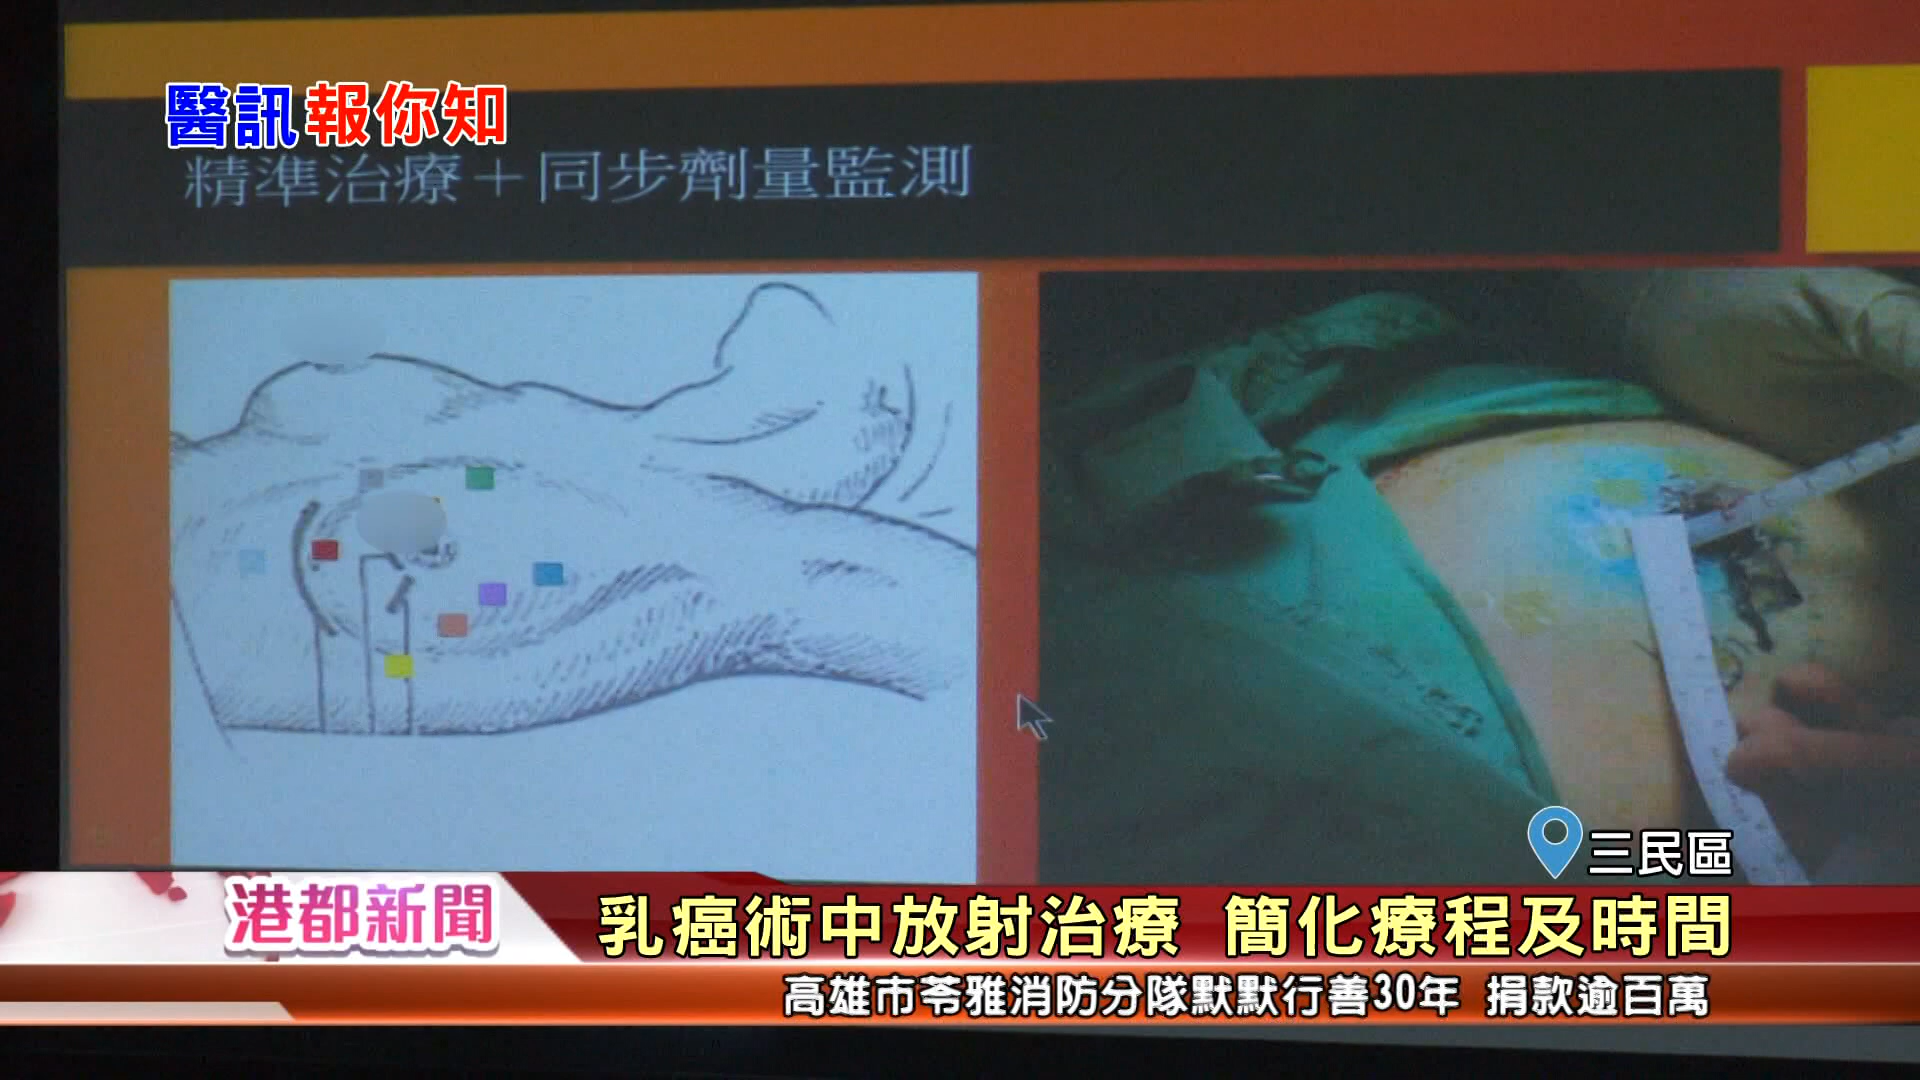 醫訊報你知
精準治療＋同步劑量監測
三民區
港都新聞
乳癌術中放射治療 簡化療程及時間
高雄市苓雅消防分隊默默行善30年 捐款逾百萬